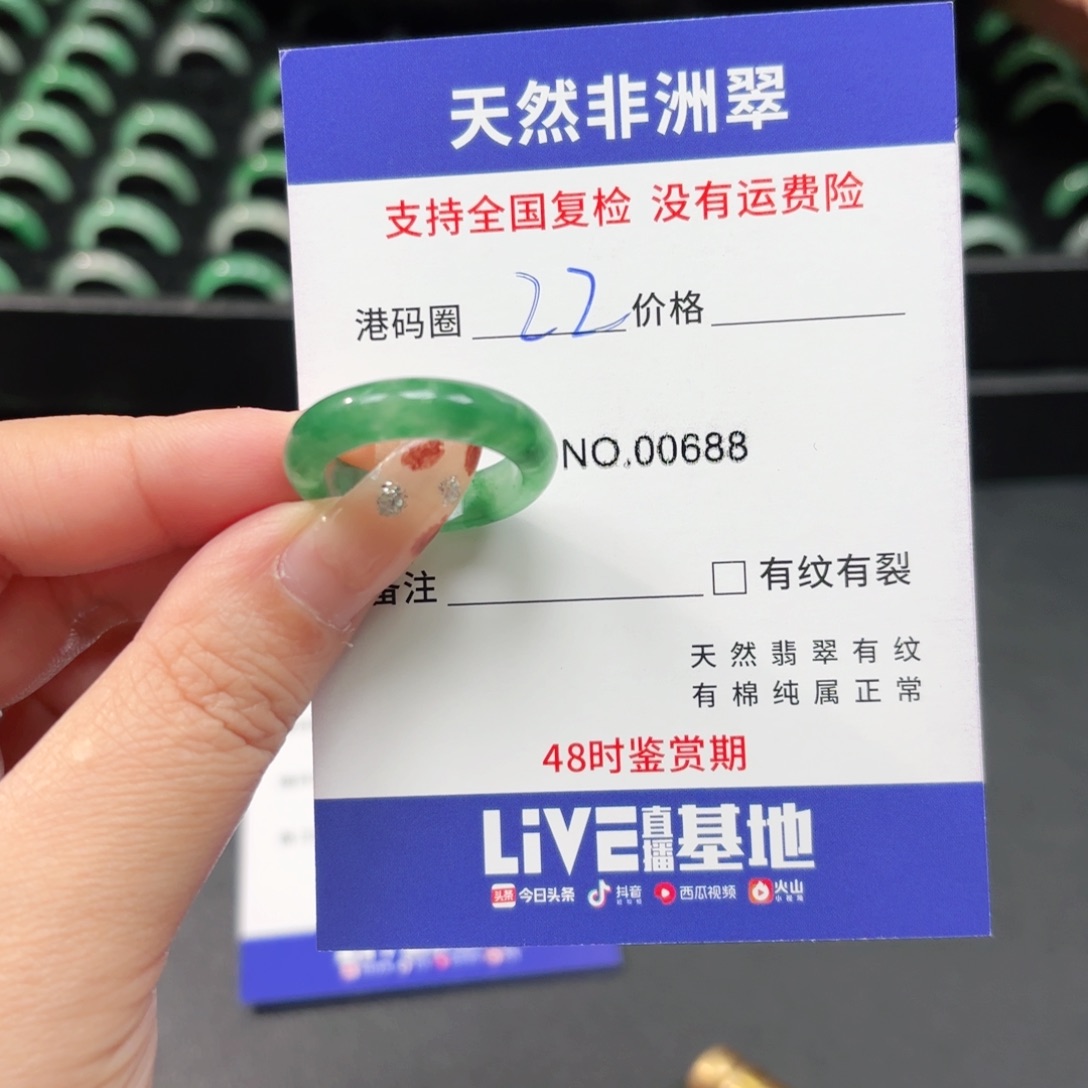 天然非洲翠
支持全国复检 没有运费险
港码圈 22 价格
NO.00688
备注 有纹有裂
天然翡翠有纹
有棉纯属正常
48时鉴赏期
LiVE直播基地
头条 今日头条 抖音 西瓜视频 火山